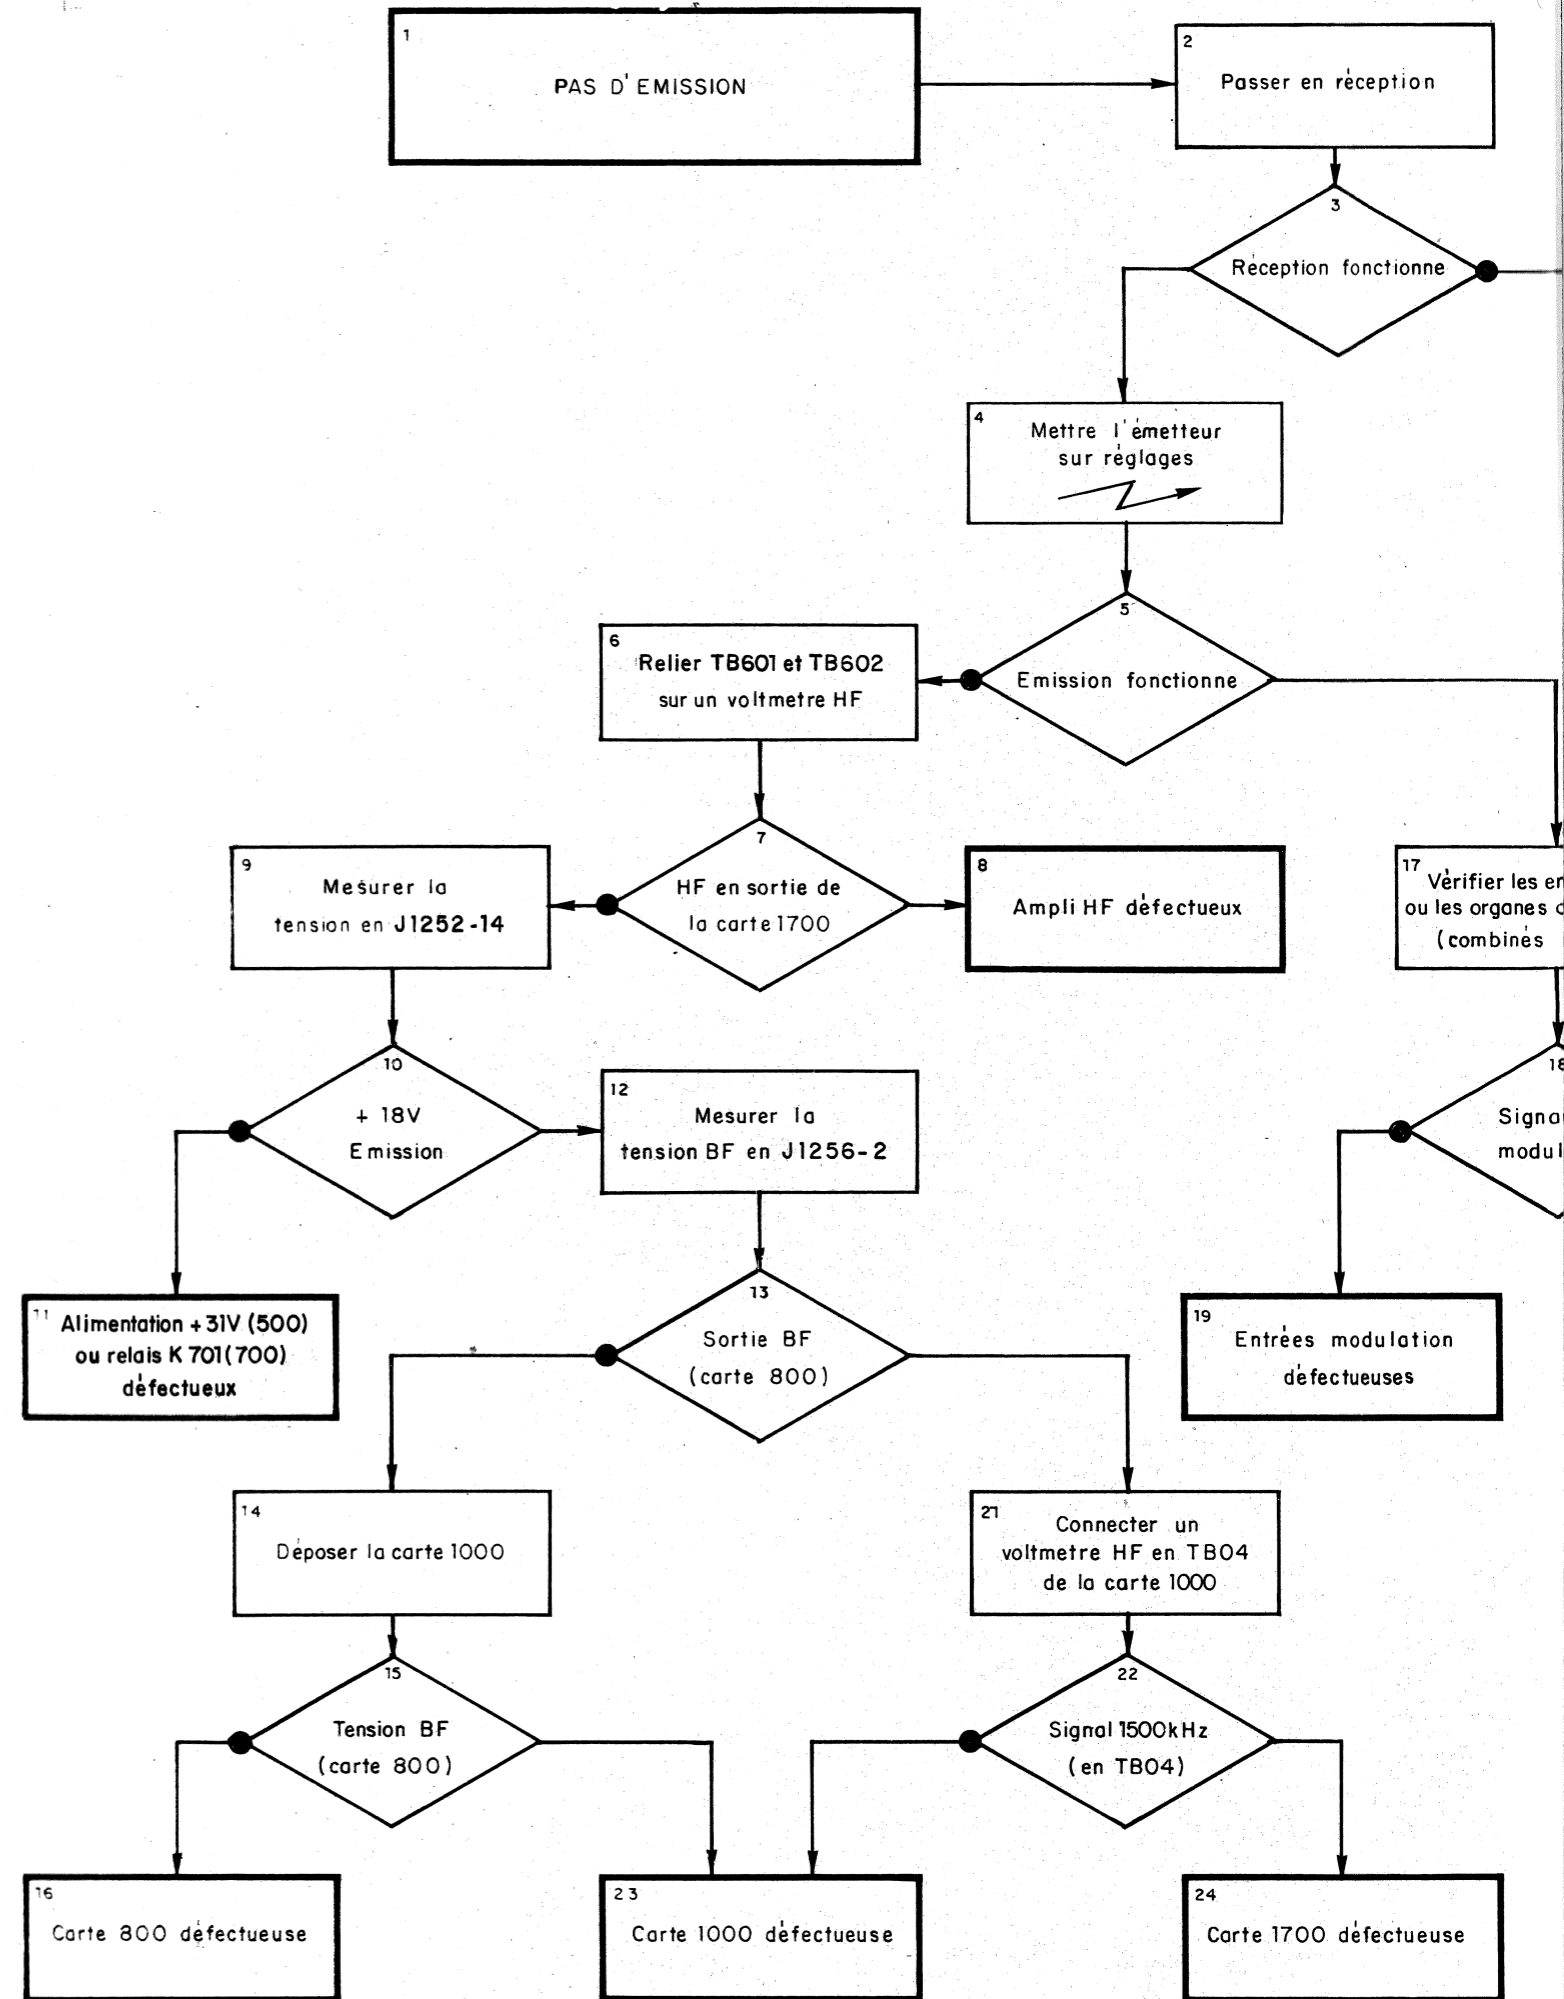 1
PAS D'EMISSION
2
Passer en réception
3
Réception fonctionne
4
Mettre l'émetteur
sur réglages
5
Emission fonctionne
6
Relier TB601 et TB602
sur un voltmetre HF
7
HF en sortie de
la carte 1700
8
Ampli HF défectueux
9
Mesurer la
tension en J1252-14
10
+ 18V
Emission
11
Alimentation +31V (500)
ou relais K 701(700)
défectueux
12
Mesurer la
tension BF en J1256-2
13
Sortie BF
(carte 800)
14
Déposer la carte 1000
15
Tension BF
(carte 800)
16
Carte 800 défectueuse
17
Vérifier les
ou les organes
(combinés
18
19
Entrées modulation
défectueuses
21
Connecter un
voltmetre HF en TB04
de la carte 1000
22
Signal 1500kHz
(en TB04)
23
Carte 1000 défectueuse
24
Carte 1700 défectueuse